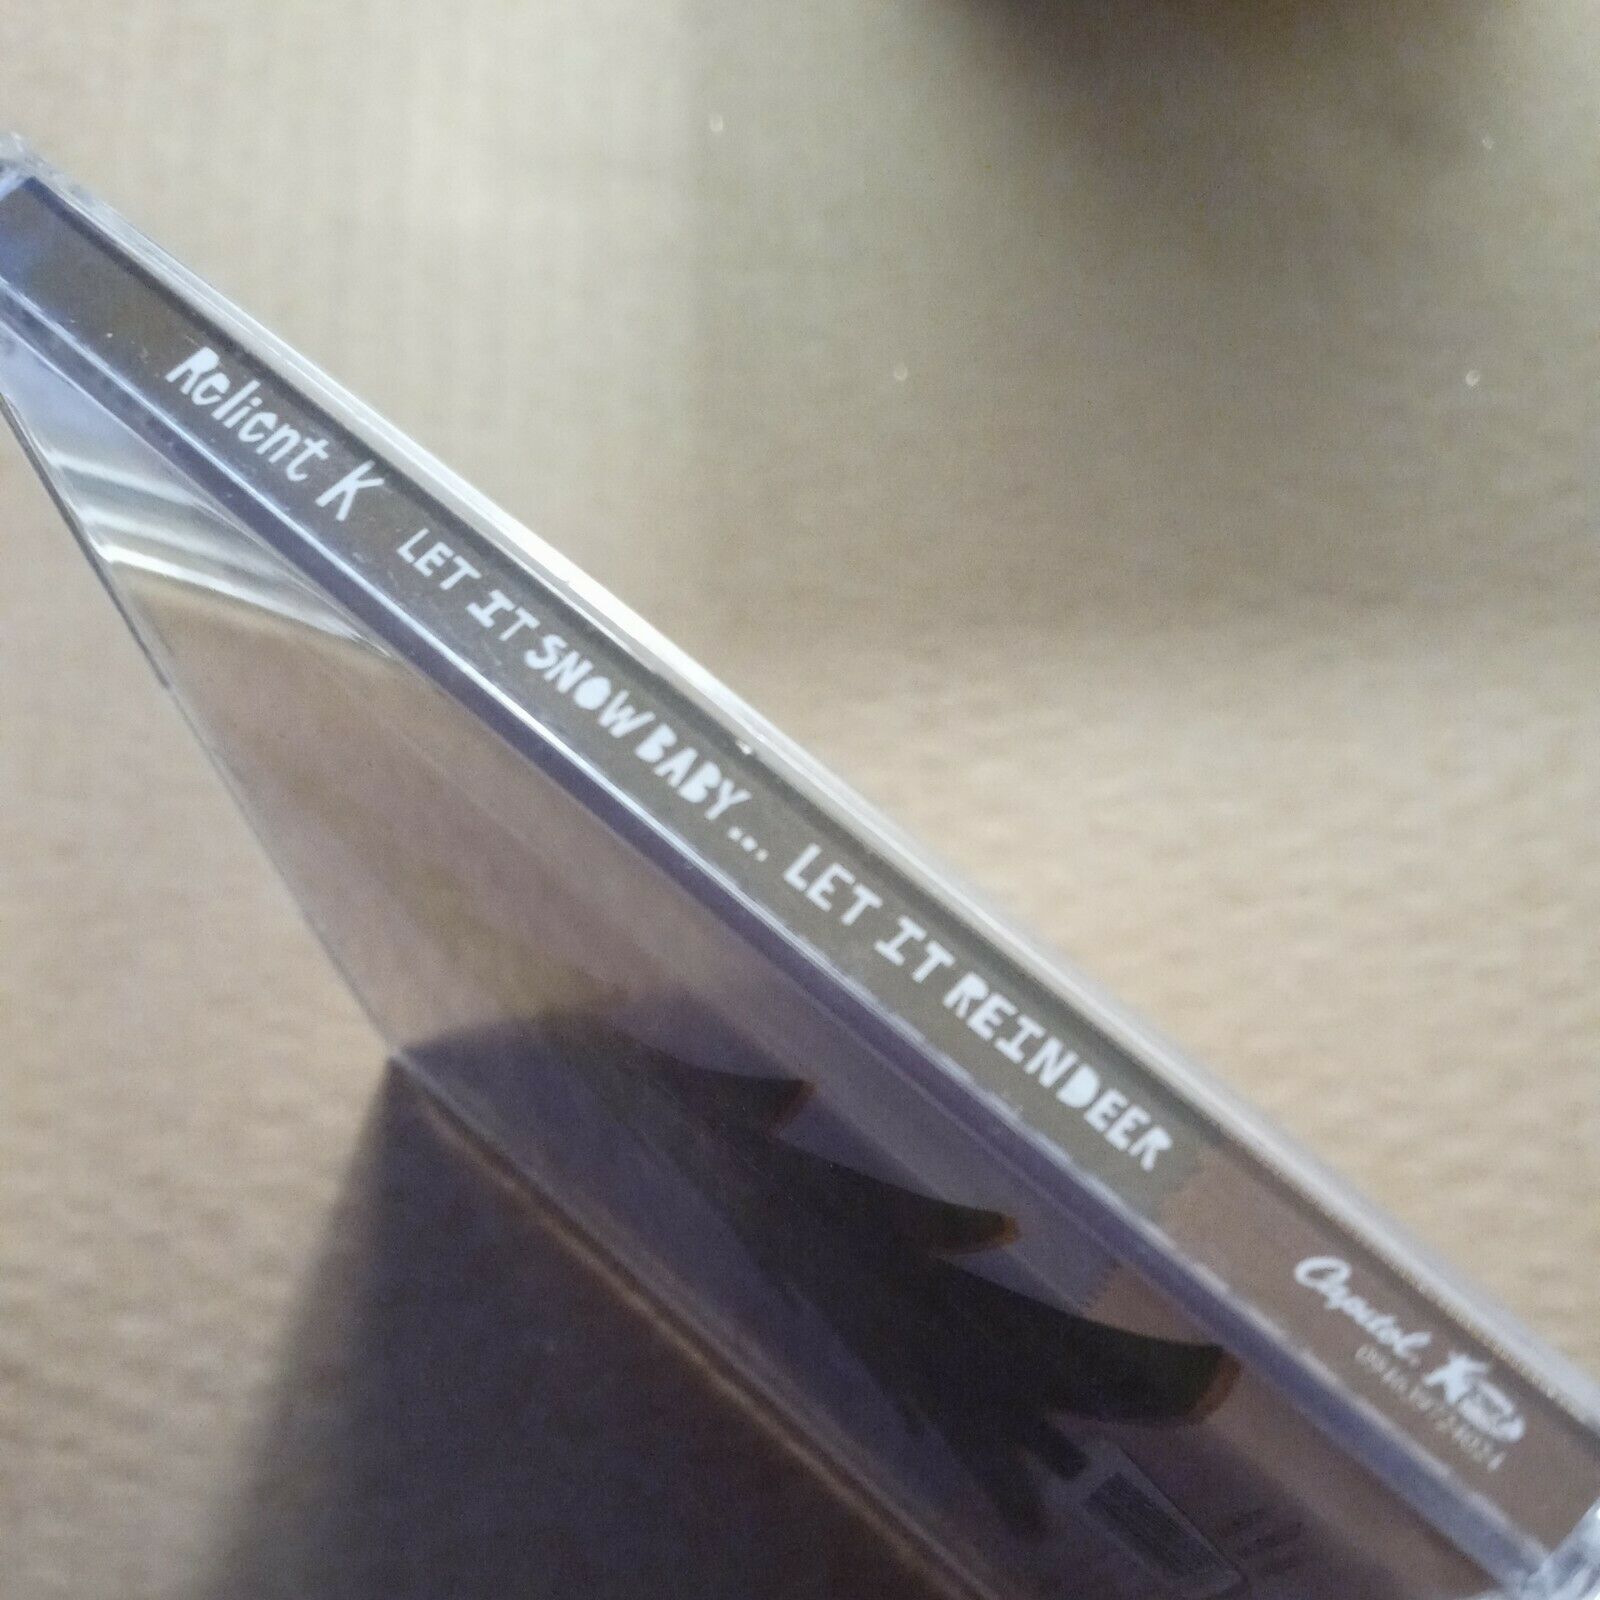 Relient K LET IT SNOW BABY... LET IT REINDEER
Capitol